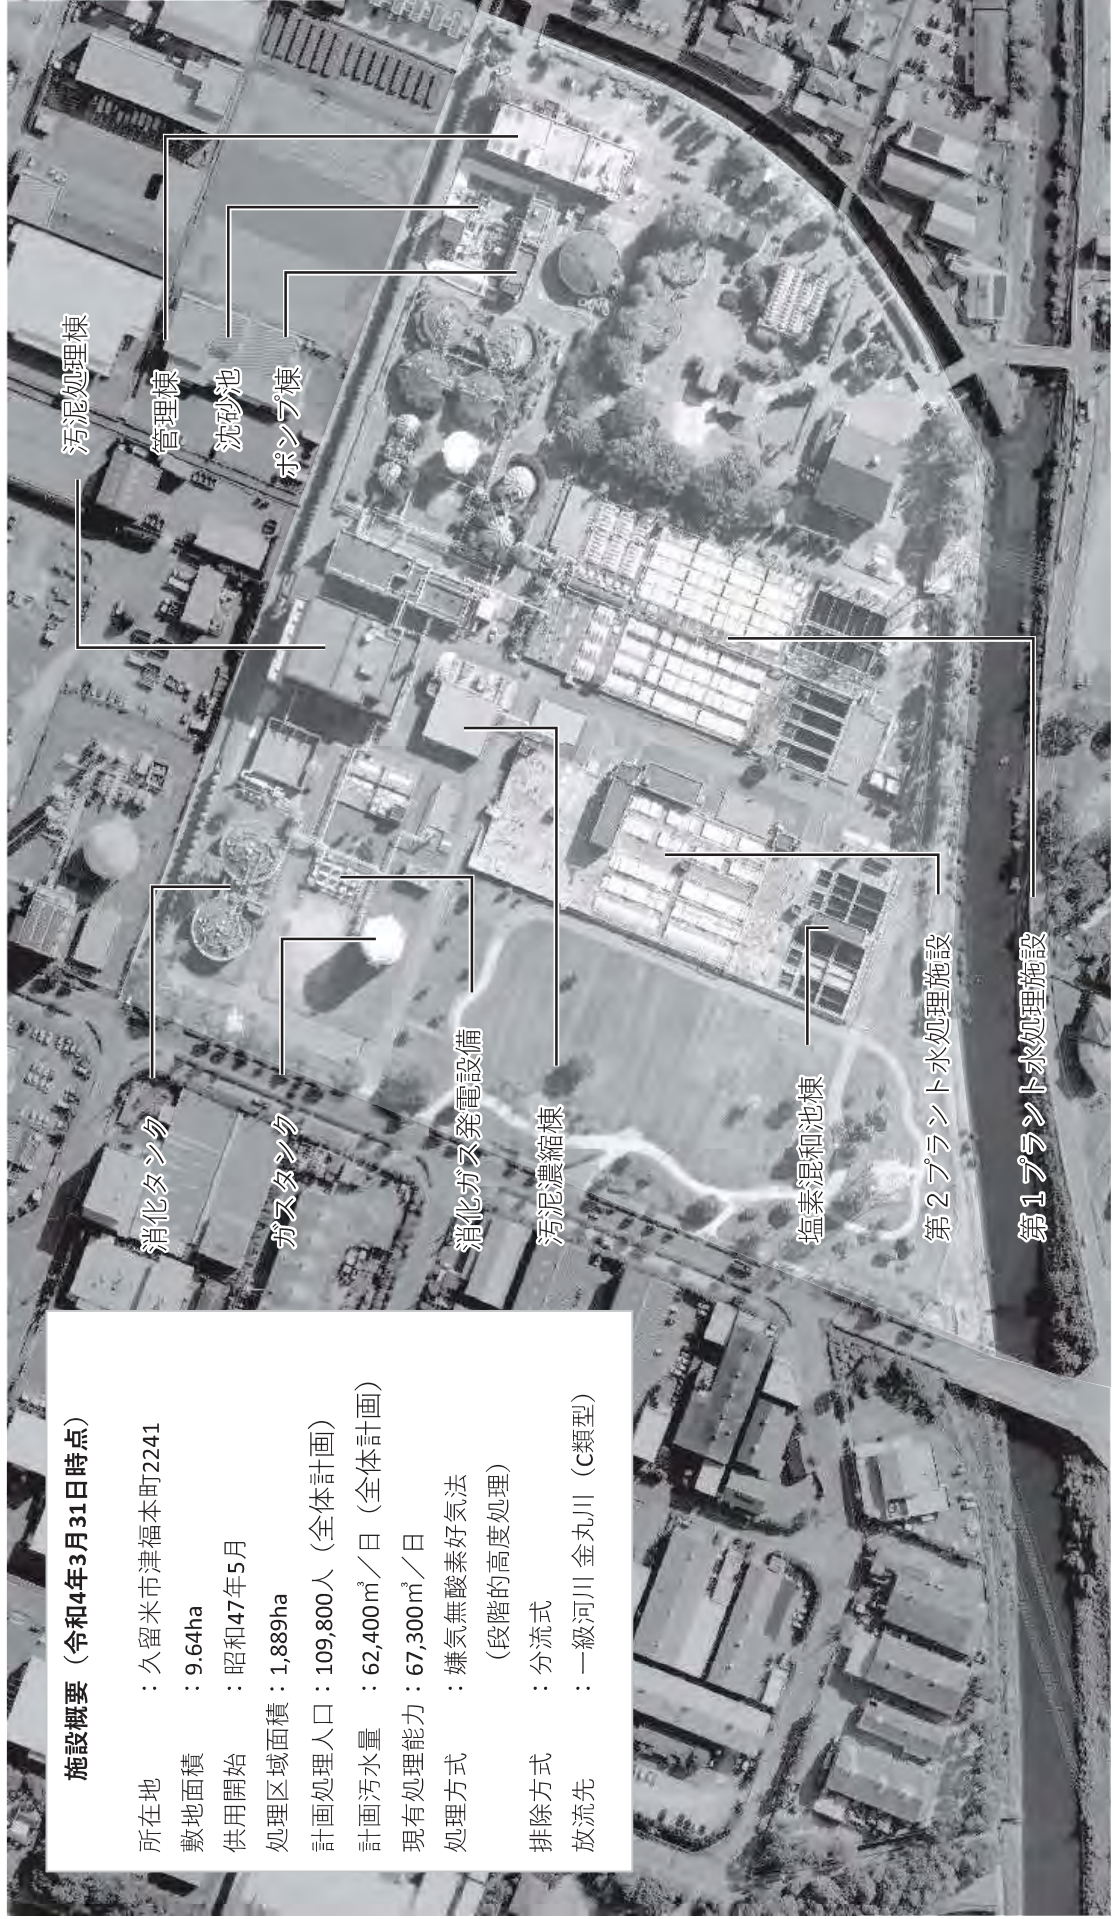 施設概要（令和4年3月31日時点）
所在地　　　：久留米市津福本町2241
敷地面積　　：9.64ha
供用開始　　：昭和47年5月
処理区域面積：1,889ha
計画処理人口：109,800人（全体計画）
計画汚水量　：62,400㎥／日（全体計画）
現有処理能力：67,300㎥／日
処理方式　　：嫌気無酸素好気法
（段階的高度処理）
排除方式　　：分流式
放流先　　　：一級河川 金丸川（C類型）
消化タンク
ガスタンク
消化ガス発電設備
汚泥濃縮棟
塩素混和池棟
第２プラント水処理施設
第１プラント水処理施設
汚泥処理棟
管理棟
沈砂池
ポンプ棟